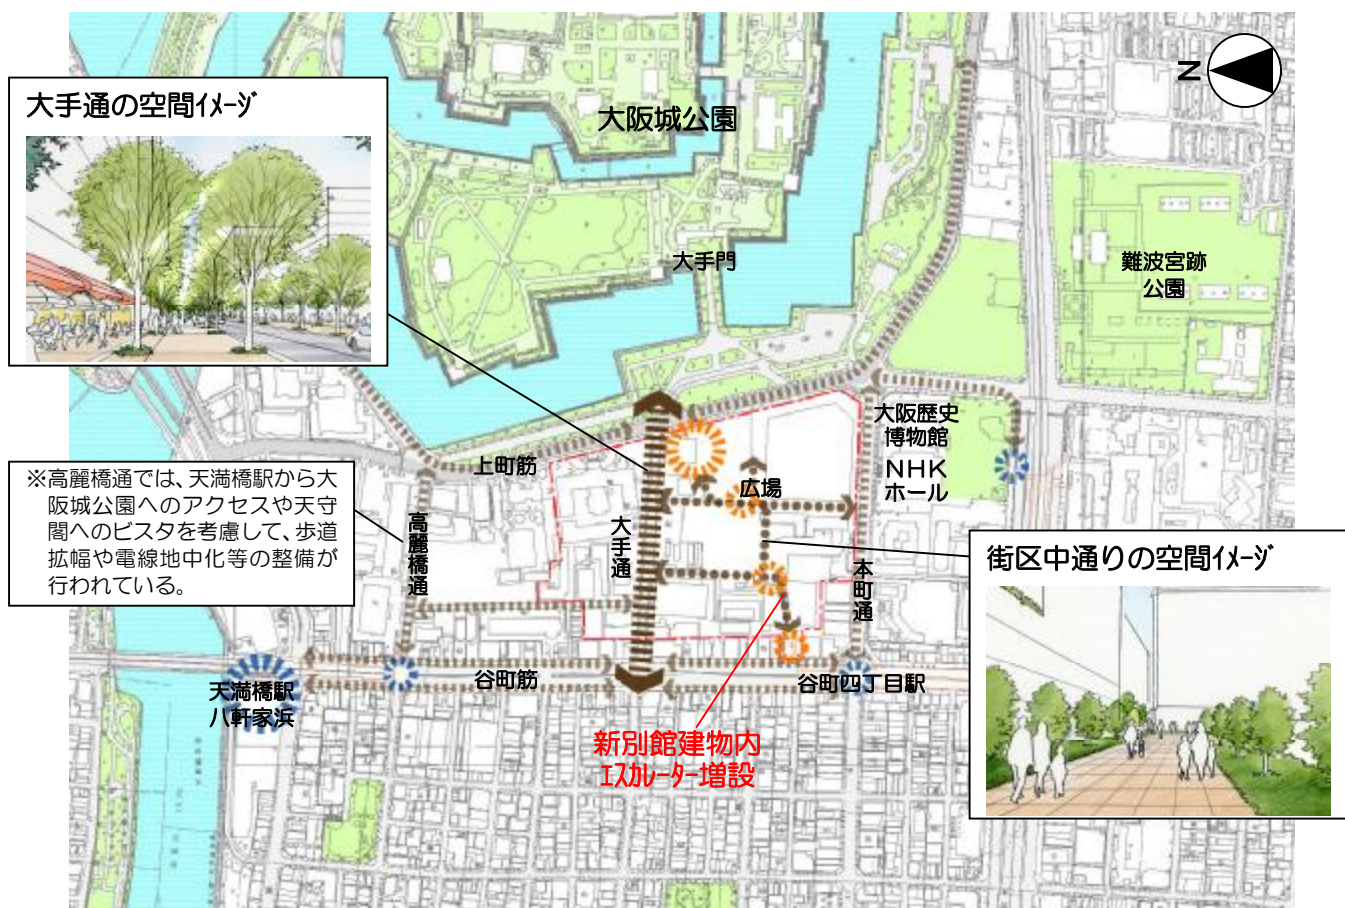 大手通の空間イメージ
大阪城公園
N
大手門
難波宮跡
公園
大阪歴史
博物館
NHK
ホール
上町筋
広場
※高麗橋通では、天満橋駅から大
阪城公園へのアクセスや天守
閣へのビスタを考慮して、歩道
拡幅や電線地中化等の整備が
行われている。
高麗橋通
大手通
本町通
街区中通りの空間イメージ
天満橋駅
八軒家浜
谷町筋
谷町四丁目駅
新別館建物内
エスカレーター増設